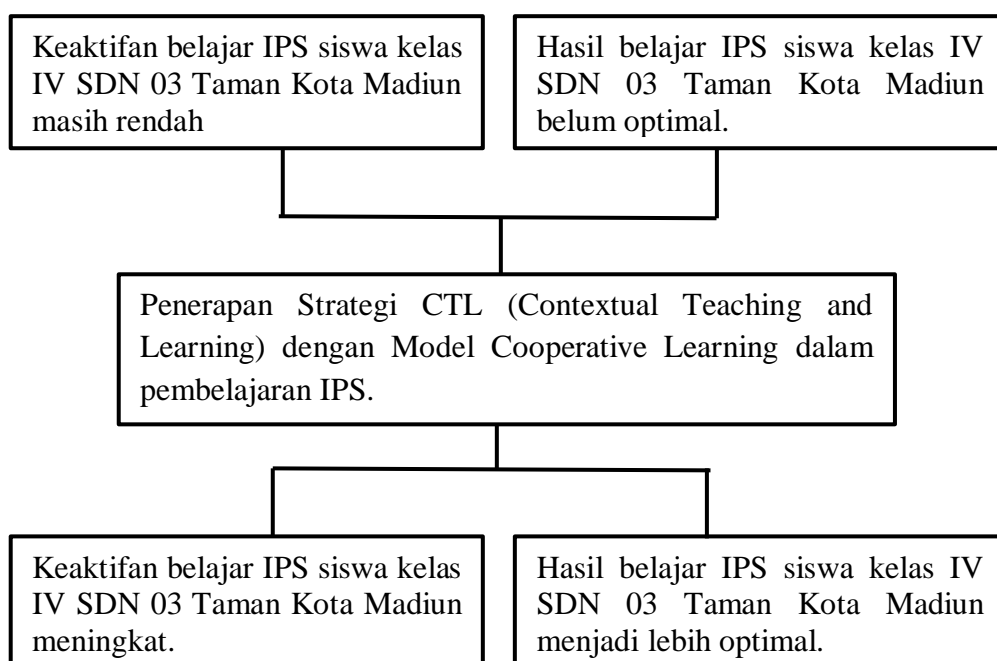 Keaktifan belajar IPS siswa kelas
IV SDN 03 Taman Kota Madiun
masih rendah
Hasil belajar IPS siswa kelas IV
SDN 03 Taman Kota Madiun
belum optimal.
Penerapan Strategi CTL (Contextual Teaching and
Learning) dengan Model Cooperative Learning dalam
pembelajaran IPS.
Keaktifan belajar IPS siswa kelas
IV SDN 03 Taman Kota Madiun
meningkat.
Hasil belajar IPS siswa kelas IV
SDN 03 Taman Kota Madiun
menjadi lebih optimal.